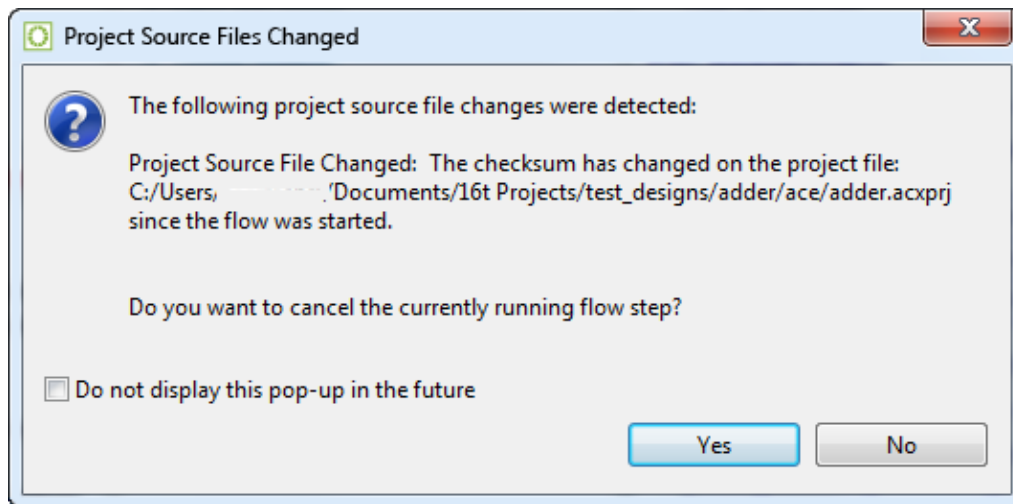 Project Source Files Changed
The following project source file changes were detected:
Project Source File Changed:  The checksum has changed on the project file:
C:/Users/ /Documents/16t Projects/test_designs/adder/ace/adder.acxprj
since the flow was started.
Do you want to cancel the currently running flow step?
Do not display this pop-up in the future
Yes
No